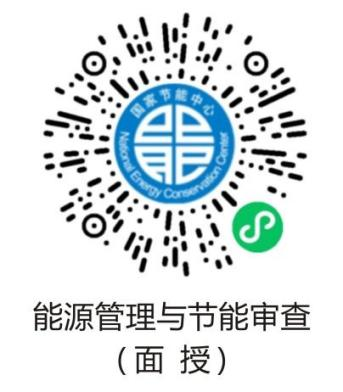 国家节能中心
National Energy Conservation Center
能源管理与节能审查
（面 授）